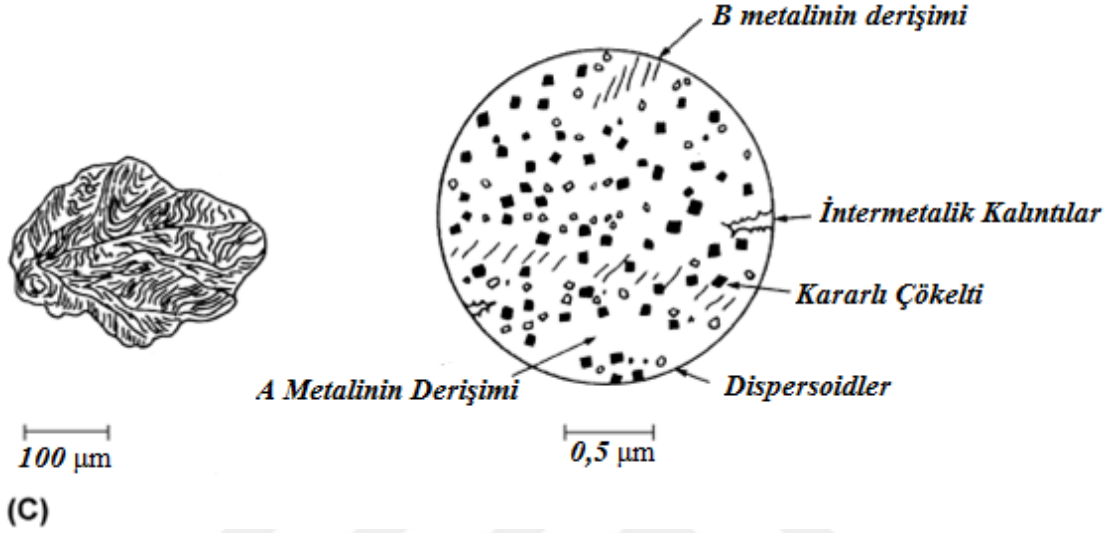 B metalinin derişimi
İntermetalik Kalıntılar
Kararlı Çökelti
A Metalinin Derişimi
Dispersoidler
100 μm
0,5 μm
(C)